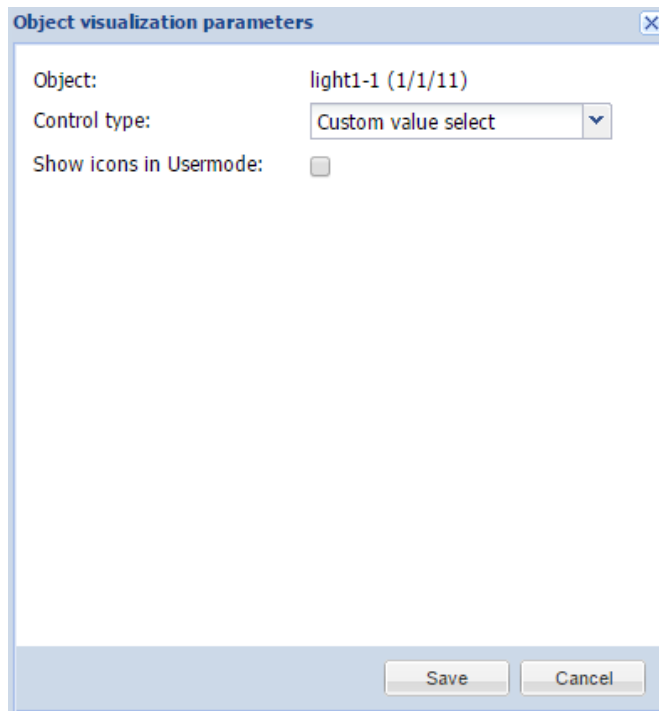 Object visualization parameters
Object: light1-1 (1/1/11)
Control type: Custom value select
Show icons in Usermode:
Save Cancel